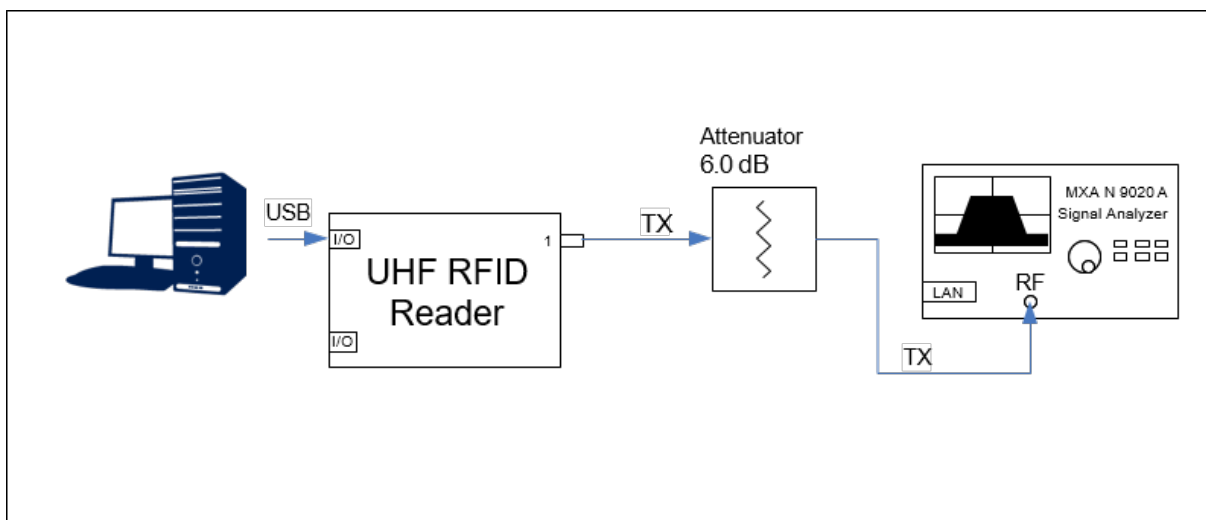 Attenuator
6.0 dB
USB
I/O
1
UHF RFID
Reader
I/O
TX
TX
MXA N 9020 A
Signal Analyzer
LAN
RF